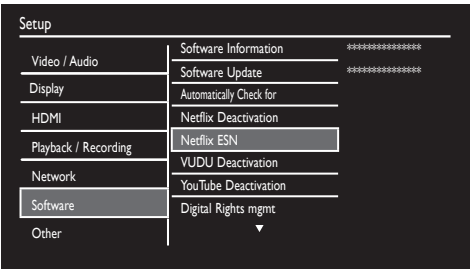 Setup
Video / Audio
Display
HDMI
Playback / Recording
Network
Software
Other
Software Information ***************
Software Update ***************
Automatically Check for
Netflix Deactivation
Netflix ESN
VUDU Deactivation
YouTube Deactivation
Digital Rights mgmt